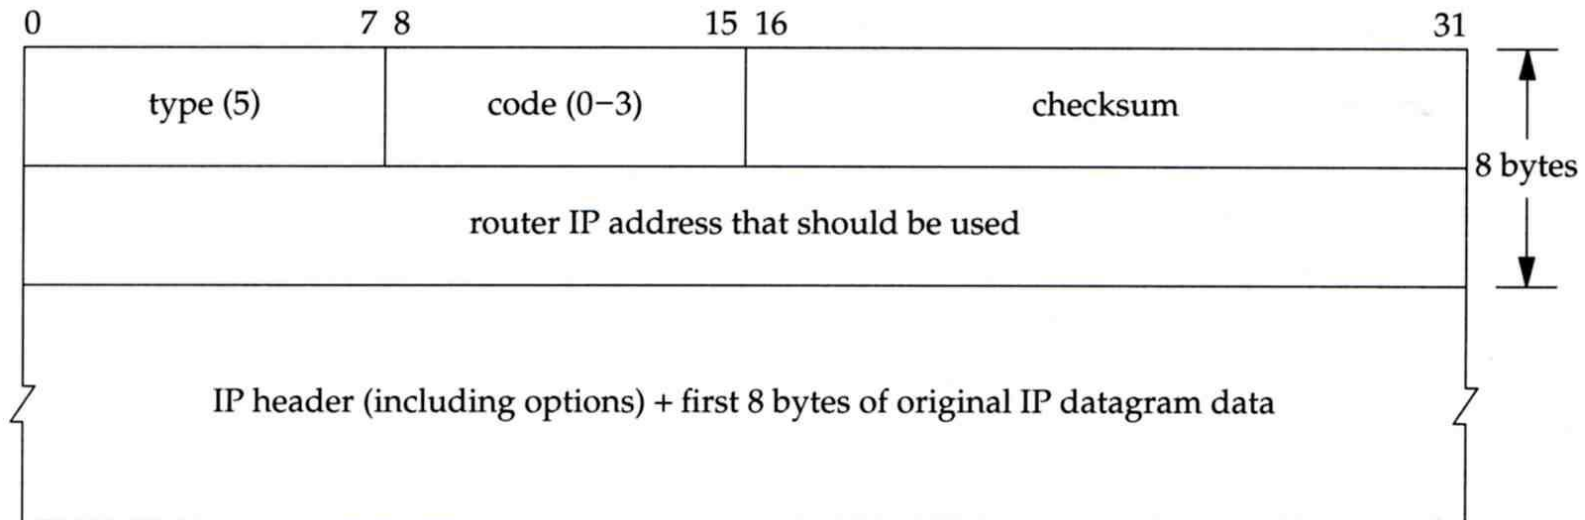 0 7 8 15 16 31
type (5) code (0–3) checksum
8 bytes
router IP address that should be used
IP header (including options) + first 8 bytes of original IP datagram data